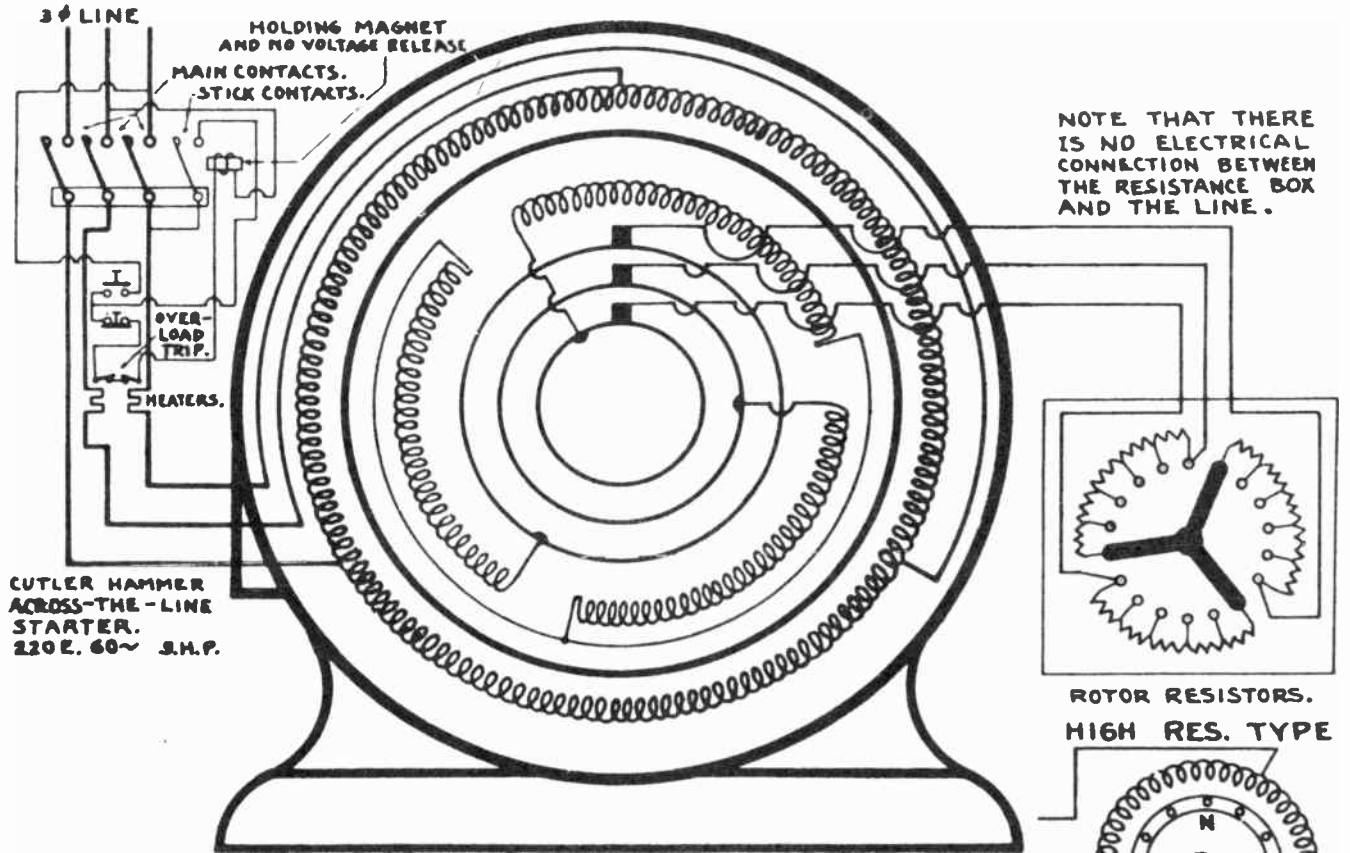 3ϕ LINE
HOLDING MAGNET
AND NO VOLTAGE RELEASE
MAIN CONTACTS.
STICK CONTACTS.
NOTE THAT THERE
IS NO ELECTRICAL
CONNECTION BETWEEN
THE RESISTANCE BOX
AND THE LINE.
OVER-
LOAD
TRIP.
HEATERS.
CUTLER HAMMER
ACROSS-THE-LINE
STARTER.
220 E. 60~ H.P.
ROTOR RESISTORS.
HIGH RES. TYPE
N